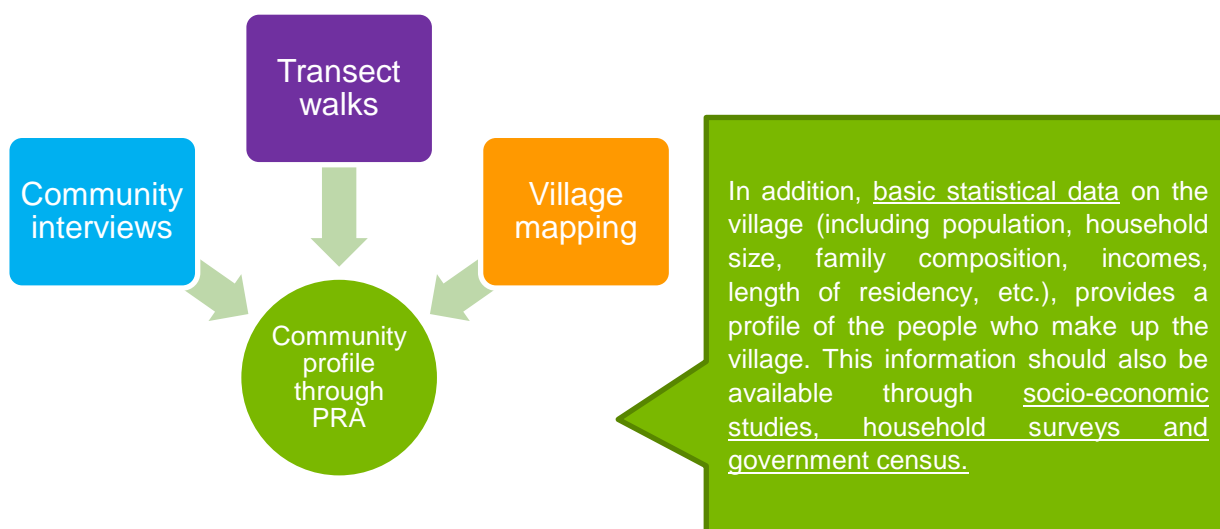 Transect
walks
Community
interviews
Village
mapping
Community
profile
through
PRA
In addition, basic statistical data on the
village (including population, household
size, family composition, incomes,
length of residency, etc.), provides a
profile of the people who make up the
village. This information should also be
available through socio-economic
studies, household surveys and
government census.